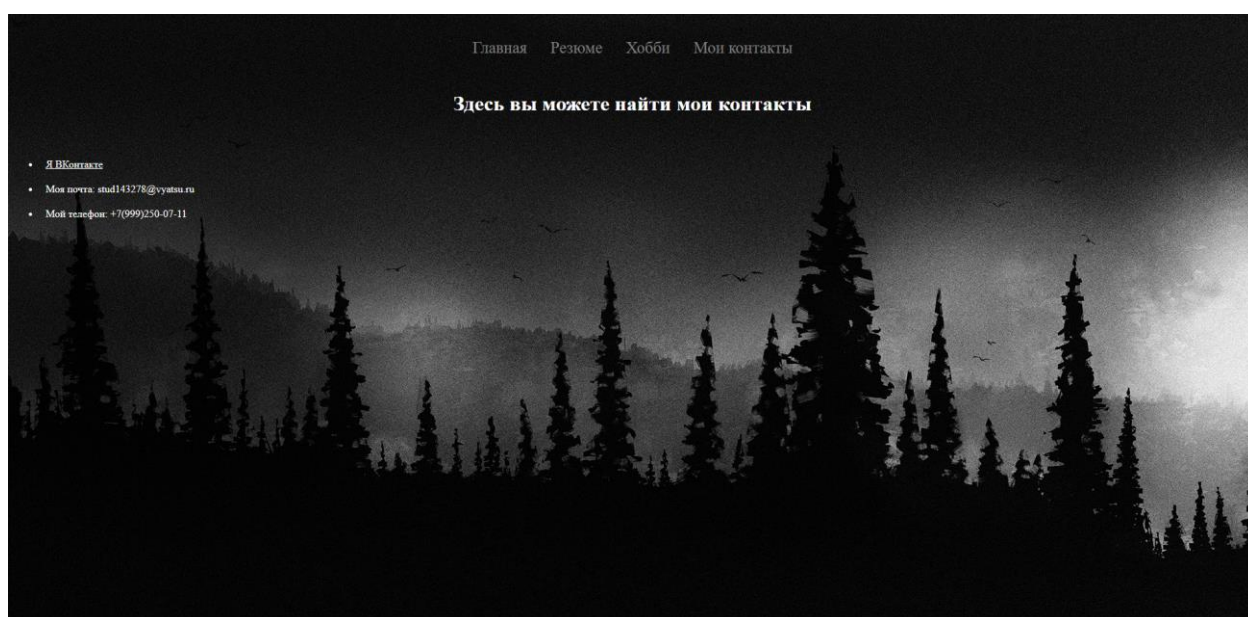 Главная Резюме Хобби Мои контакты
Здесь вы можете найти мои контакты
Я ВКонтакте
Моя почта: stud143278@vyatsu.ru
Мой телефон: +7(999)250-07-11